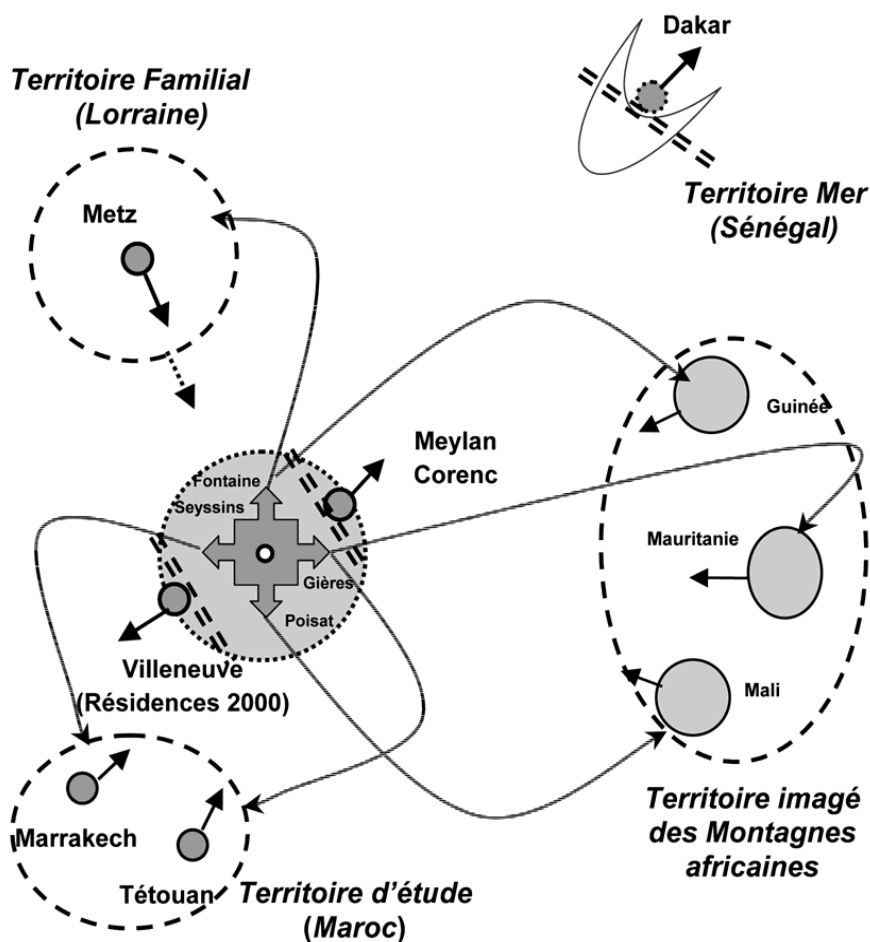 Dakar
Territoire Familial
(Lorraine)
Metz
Territoire Mer
(Sénégal)
Guinée
Meylan
Corenc
Fontaine
Seyssins
Mauritanie
Gières
Poisat
Villeneuve
(Résidences 2000)
Mali
Marrakech
Tétouan
Territoire imagé
des Montagnes
africaines
Territoire d'étude
(Maroc)